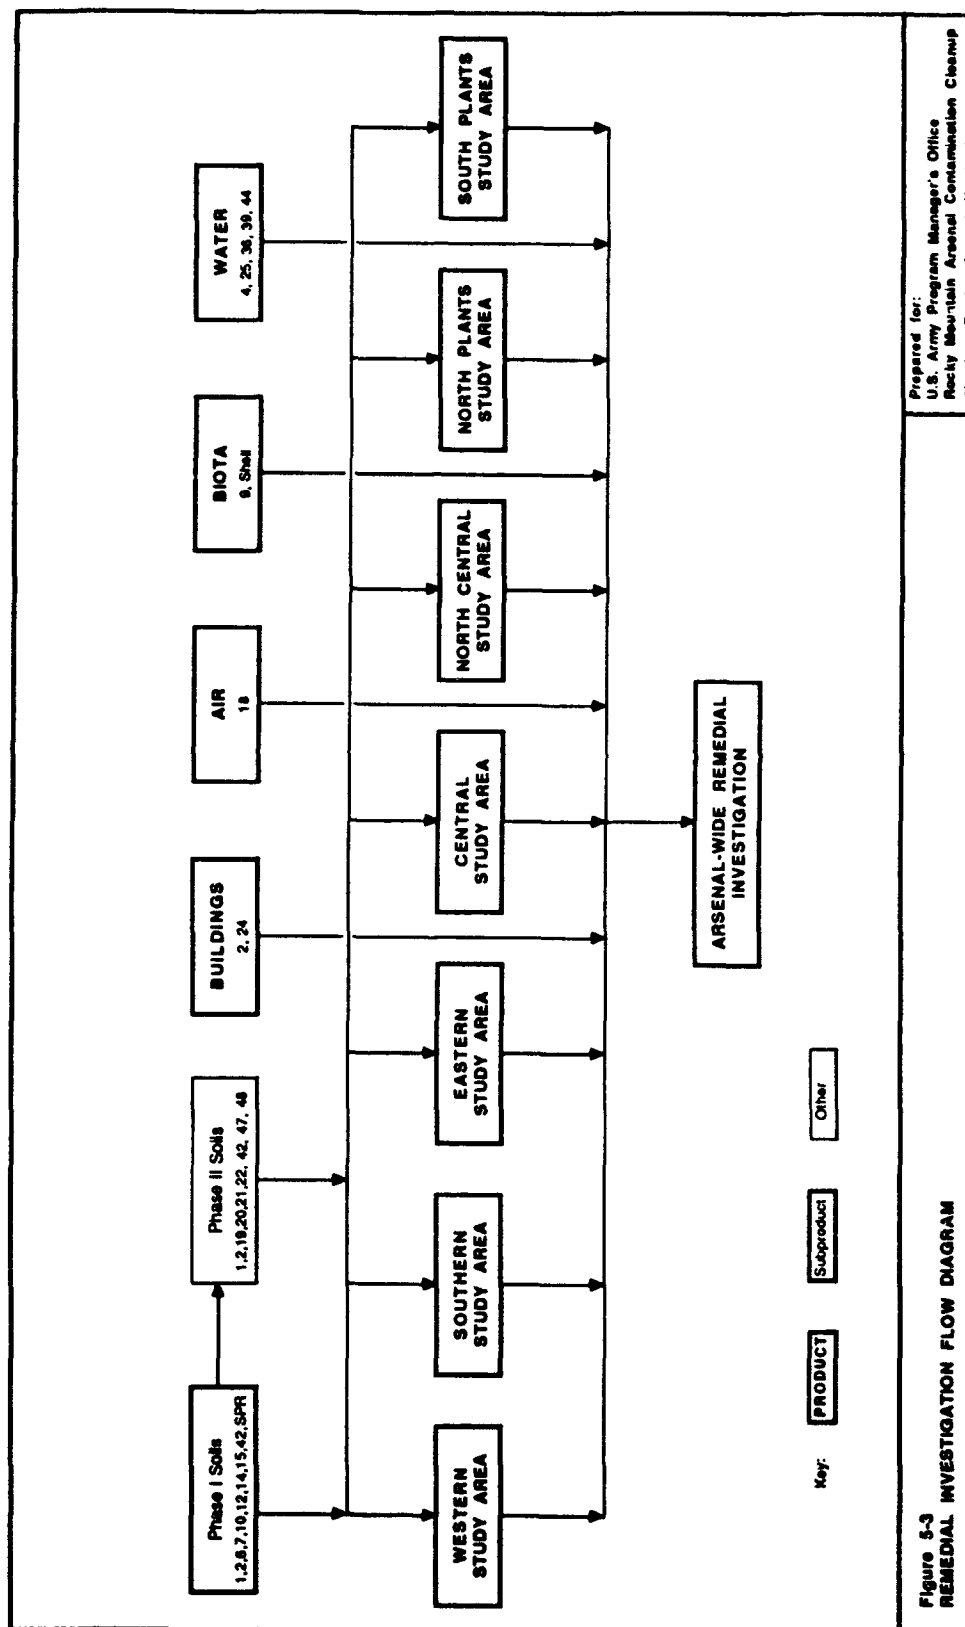 Phase I Soils
1,2,6,7,10,12,14,15,42,SPR
Phase II Soils
1,2,19,20,21,22, 42, 47, 48
BUILDINGS
2, 24
AIR
18
BIOTA
9, Shell
WATER
4, 25, 36, 39, 44
WESTERN
STUDY AREA
SOUTHERN
STUDY AREA
EASTERN
STUDY AREA
CENTRAL
STUDY AREA
NORTH CENTRAL
STUDY AREA
NORTH PLANTS
STUDY AREA
SOUTH PLANTS
STUDY AREA
ARSENAL-WIDE REMEDIAL
INVESTIGATION
Key:
PRODUCT
Subproduct
Other
Figure 5-3
REMEDIAL INVESTIGATION FLOW DIAGRAM
Prepared for:
U.S. Army Program Manager's Office
Rocky Mountain Arsenal Contamination Cleanup